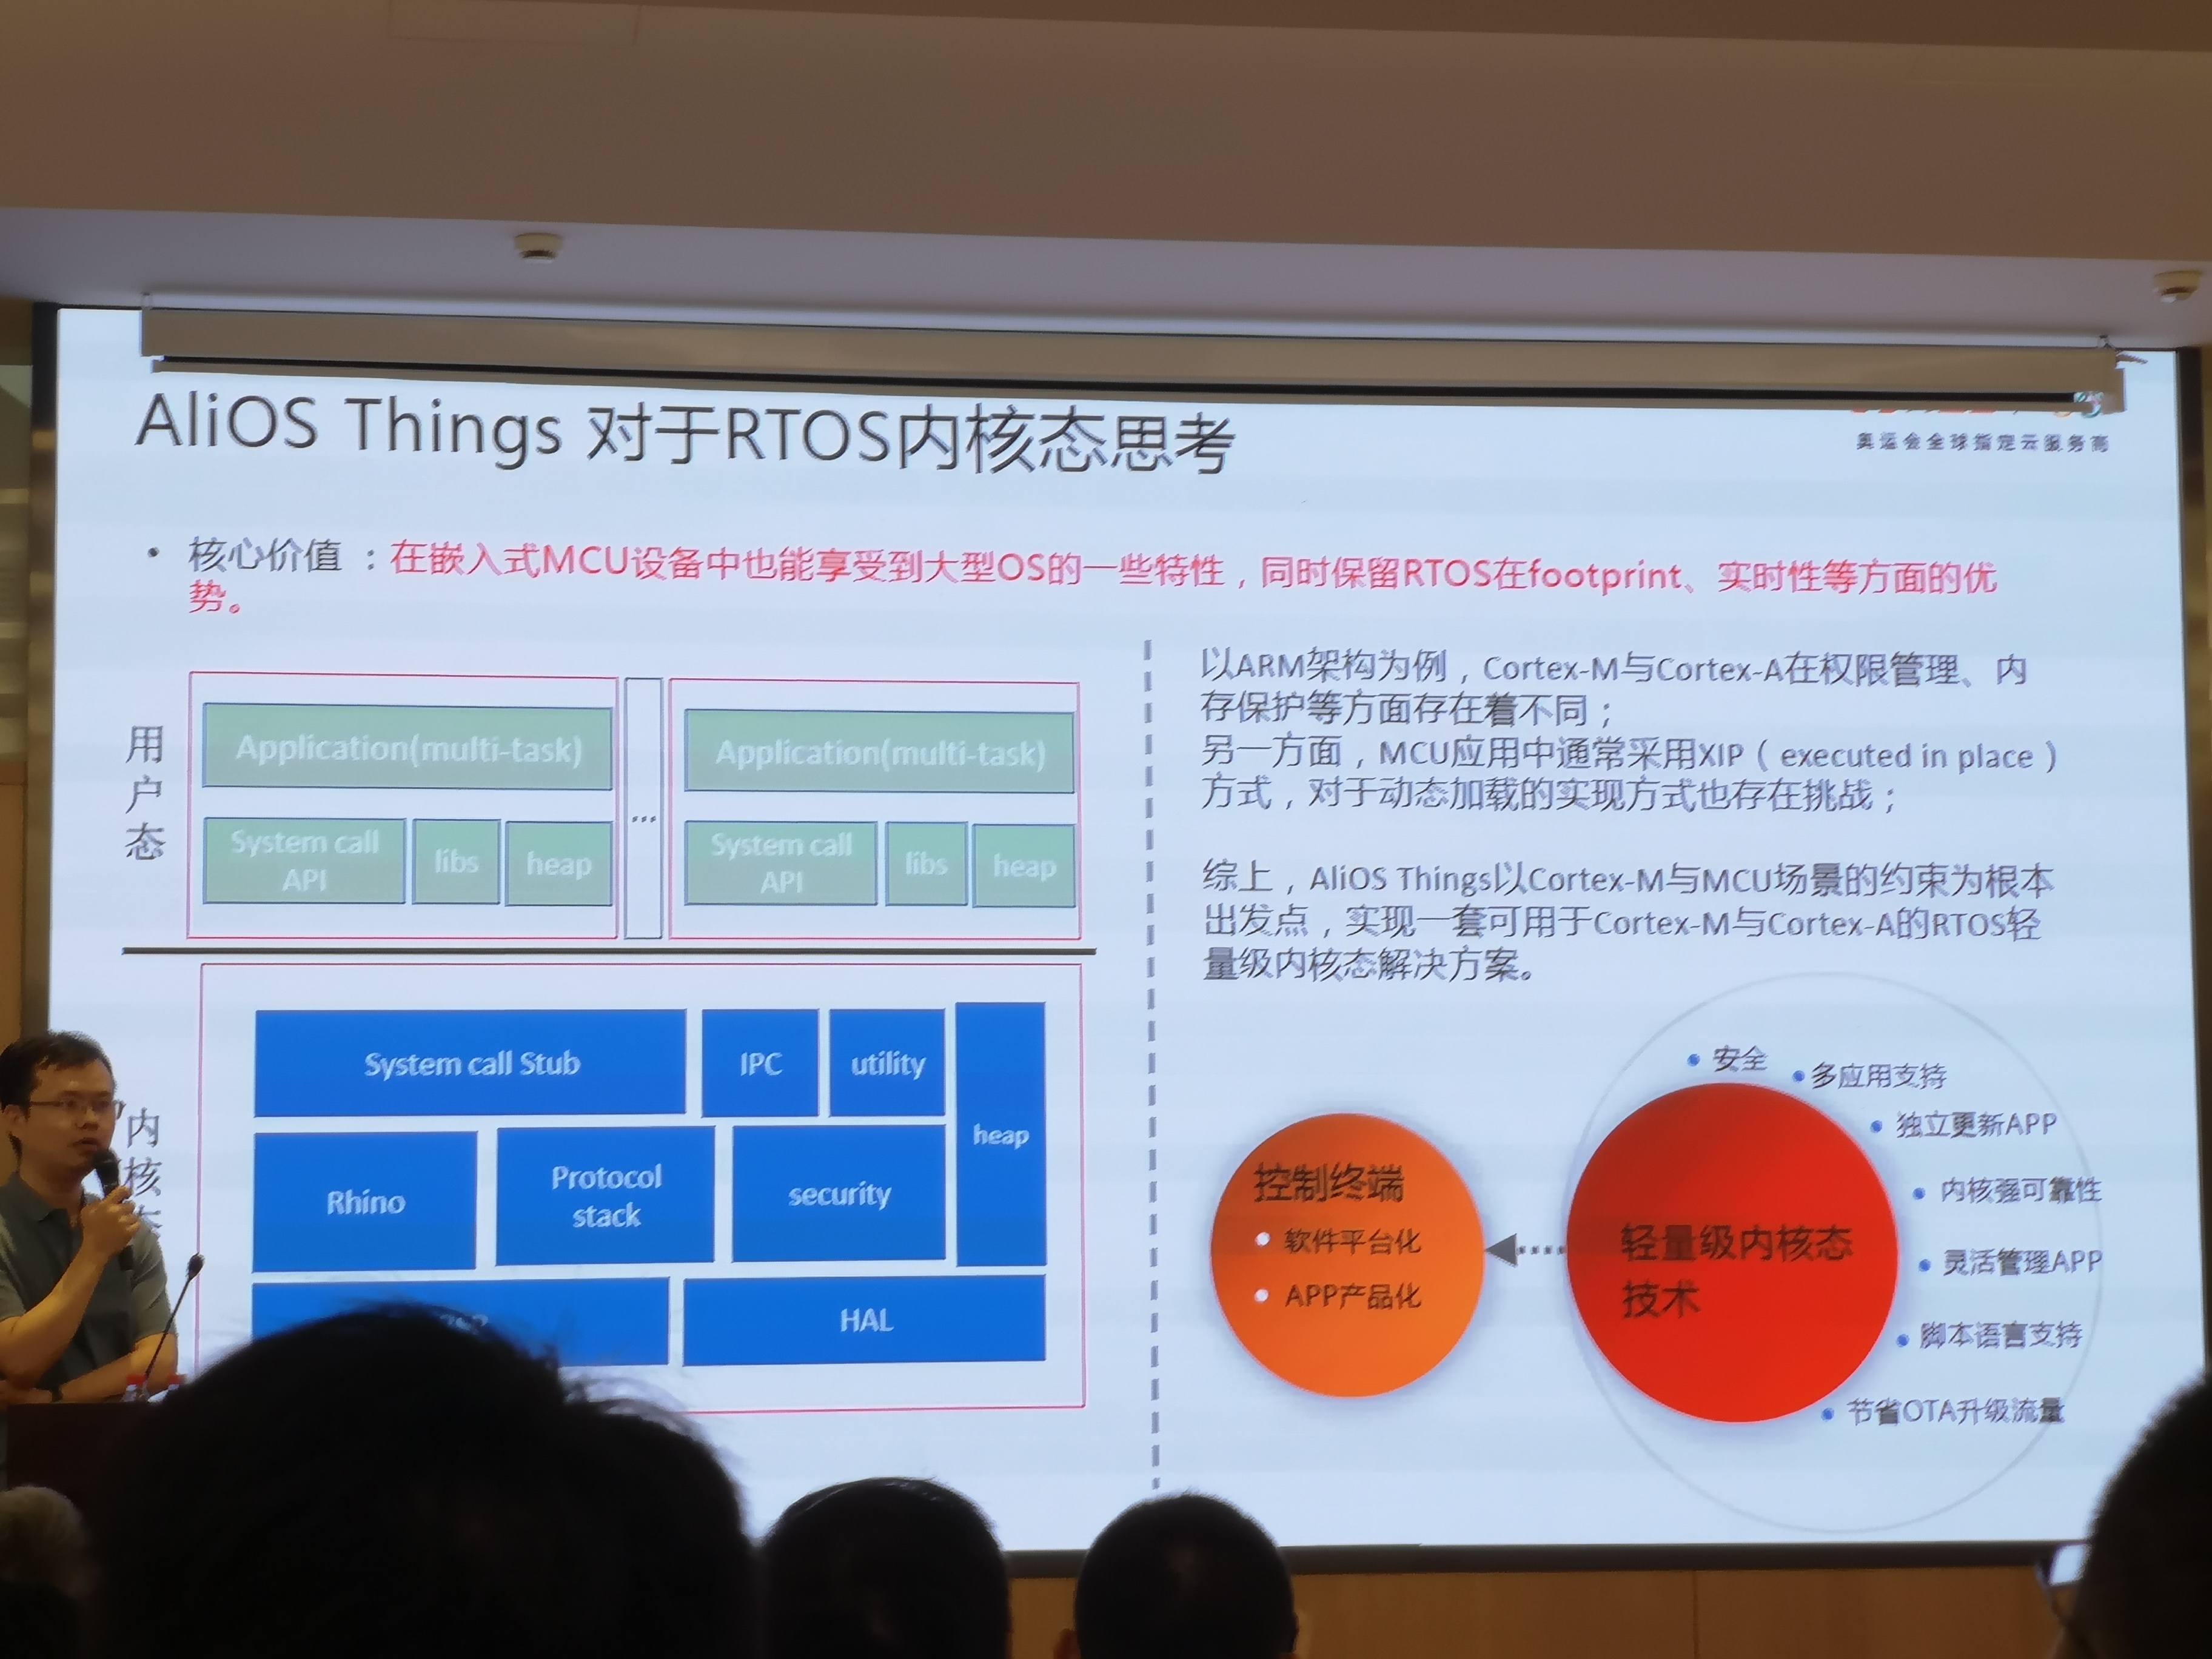 AliOS Things 对于RTOS内核态思考
奥运会全球指定云服务商
• 核心价值：在嵌入式MCU设备中也能享受到大型OS的一些特性，同时保留RTOS在footprint、实时性等方面的优
势。
用户态
Application(multi-task)
System call
API
libs
heap
...
Application(multi-task)
System call
API
libs
heap
内核态
System call Stub
IPC
utility
heap
Rhino
Protocol
stack
security
HAL
以ARM架构为例，Cortex-M与Cortex-A在权限管理、内
存保护等方面存在着不同；
另一方面，MCU应用中通常采用XIP（executed in place）
方式，对于动态加载的实现方式也存在挑战；
综上，AliOS Things以Cortex-M与MCU场景的约束为根本
出发点，实现一套可用于Cortex-M与Cortex-A的RTOS轻
量级内核态解决方案。
控制终端
• 软件平台化
• APP产品化
轻量级内核态
技术
• 安全
• 多应用支持
• 独立更新APP
• 内核强可靠性
• 灵活管理APP
• 脚本语言支持
• 节省OTA升级流量